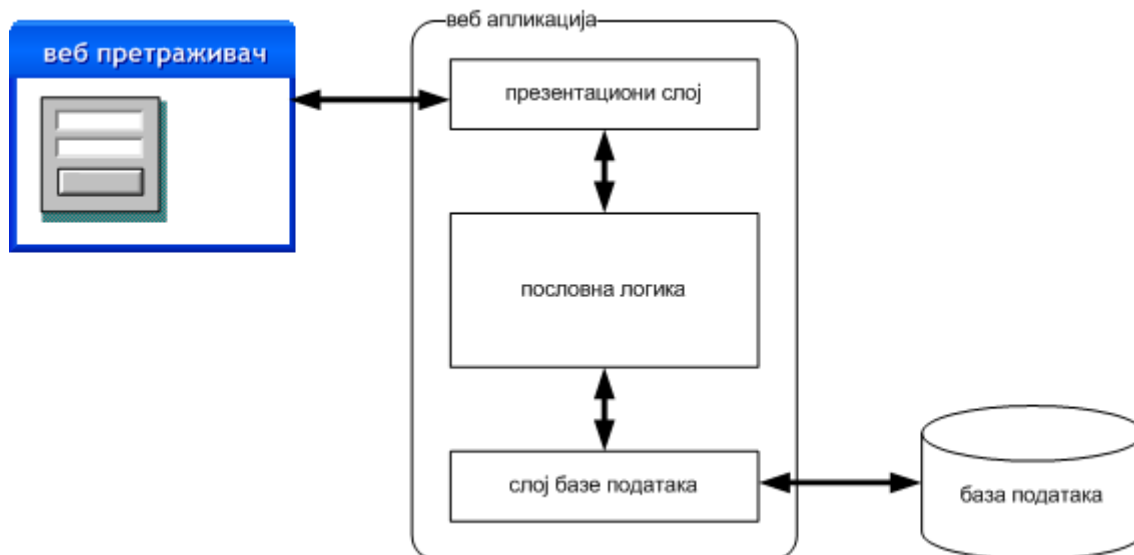 веб претраживач
веб апликација
презентациони слој
пословна логика
слој базе података
база података